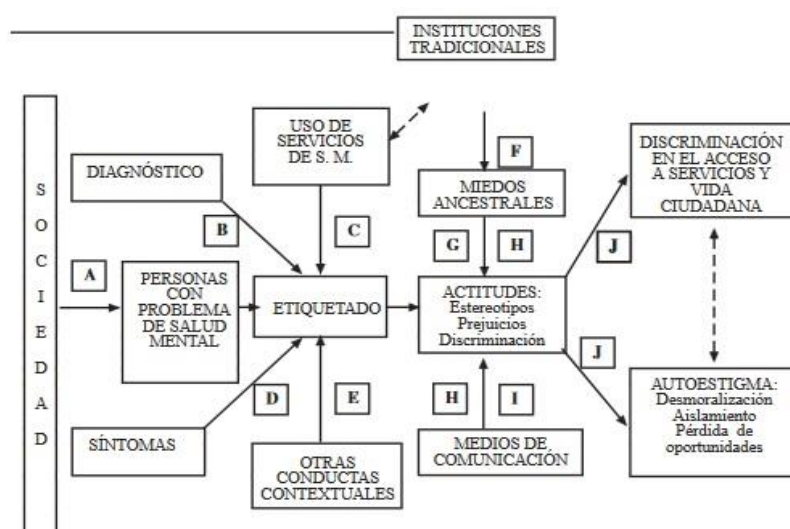 INSTITUCIONES
TRADICIONALES
SOCIEDAD
USO DE
SERVICIOS
DE S. M.
DISCRIMINACIÓN
EN EL ACCESO
A SERVICIOS Y
VIDA
CIUDADANA
DIAGNÓSTICO
F
MIEDOS
ANCESTRALES
B
C
G
H
J
A
PERSONAS
CON
PROBLEMA
DE SALUD
MENTAL
ETIQUETADO
ACTITUDES:
Estereotipos
Prejuicios
Discriminación
J
D
E
H
I
AUTOESTIGMA:
Desmoralización
Aislamiento
Pérdida de
oportunidades
SÍNTOMAS
OTRAS
CONDUCTAS
CONTEXTUALES
MEDIOS DE
COMUNICACIÓN